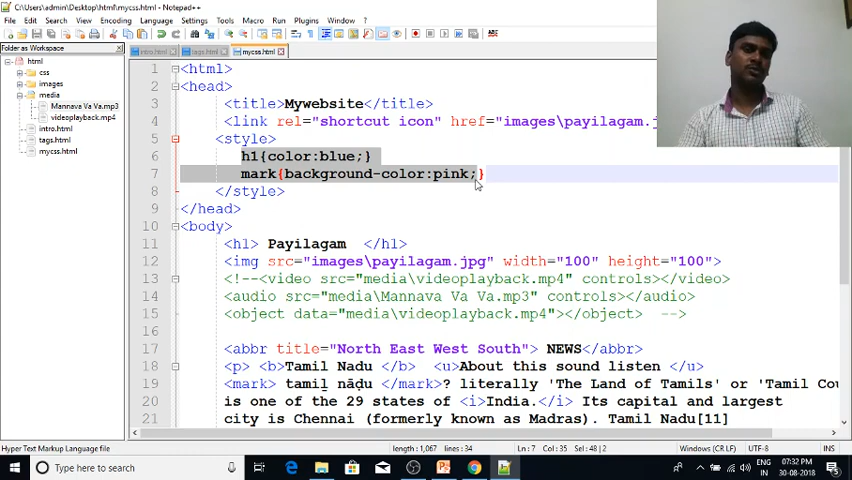 C:\Users\admin\Desktop\html\mycss.html - Notepad++
File Edit Search View Encoding Language Settings Tools Macro Run Plugins Window ?
Folder as Workspace
intro.html tags.html mycss.html
html
css
images
media
Mannava Va Va.mp3
videoplayback.mp4
intro.html
tags.html
mycss.html
1 <html>
2 <head>
3 <title>Mywebsite</title>
4 <link rel="shortcut icon" href="images\payilagam.j
5 <style>
6 h1{color:blue;}
7 mark{background-color:pink;}
8 </style>
9 </head>
10 <body>
11 <h1> Payilagam </h1>
12 <img src="images\payilagam.jpg" width="100" height="100">
13 <!--<video src="media\videoplayback.mp4" controls></video>
14 <audio src="media\Mannava Va Va.mp3" controls></audio>
15 <object data="media\videoplayback.mp4"></object> -->
16
17 <abbr title="North East West South"> NEWS</abbr>
18 <p> <b>Tamil Nadu </b> <u>About this sound listen </u>
19 <mark> tamiḻ nāḍu </mark>? literally 'The Land of Tamils' or 'Tamil Cou
20 is one of the 29 states of <i>India.</i> Its capital and largest
21 city is Chennai (formerly known as Madras). Tamil Nadu[11]
Hyper Text Markup Language file length : 1,067 lines : 34 Ln : 7 Col : 35 Sel : 48 | 2 Windows (CR LF) UTF-8 INS
Type here to search
ENG
IN
07:32 PM
30-08-2018